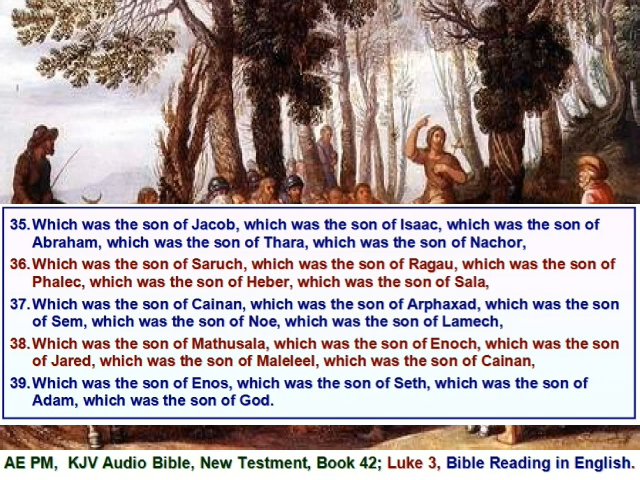 35. Which was the son of Jacob, which was the son of Isaac, which was the son of
Abraham, which was the son of Thara, which was the son of Nachor,
36. Which was the son of Saruch, which was the son of Ragau, which was the son of
Phalec, which was the son of Heber, which was the son of Sala,
37. Which was the son of Cainan, which was the son of Arphaxad, which was the son
of Sem, which was the son of Noe, which was the son of Lamech,
38. Which was the son of Mathusala, which was the son of Enoch, which was the son
of Jared, which was the son of Maleleel, which was the son of Cainan,
39. Which was the son of Enos, which was the son of Seth, which was the son of
Adam, which was the son of God.
AE PM, KJV Audio Bible, New Testment, Book 42; Luke 3, Bible Reading in English.